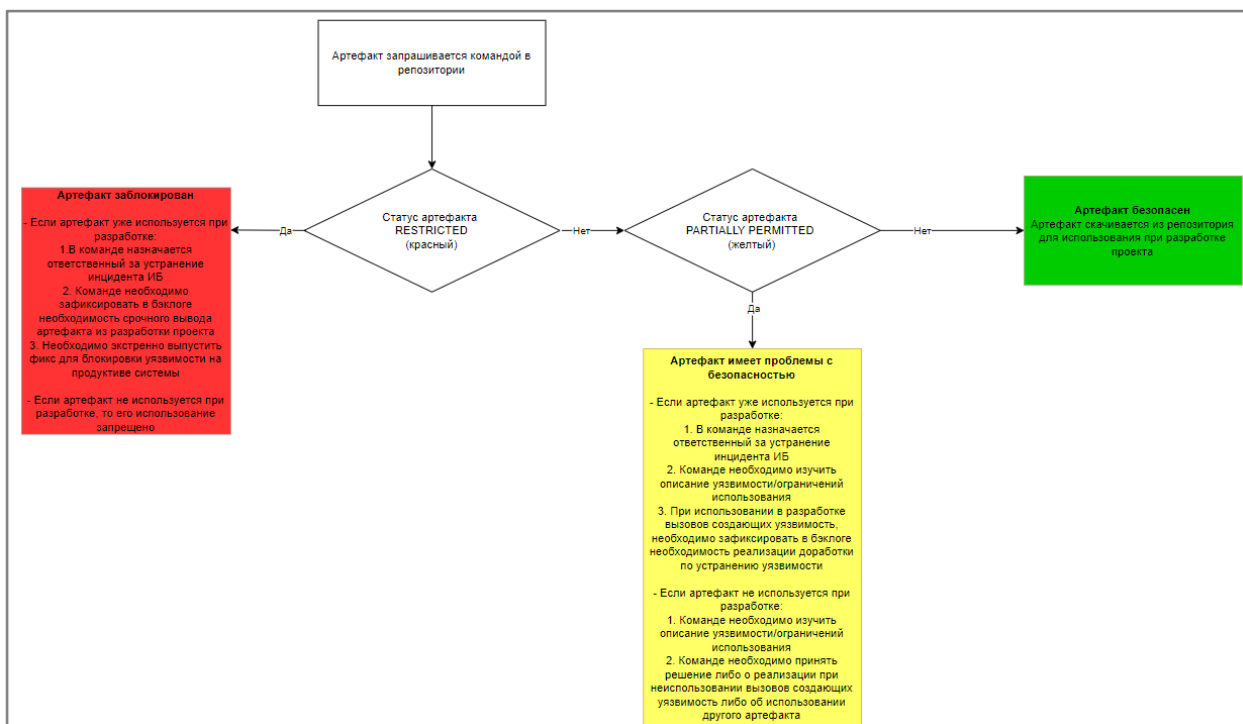 Артефакт запрашивается командой в
репозитории
Статус артефакта
RESTRICTED
(красный)
Да
Нет
Статус артефакта
PARTIALLY PERMITTED
(желтый)
Нет
Да
Артефакт безопасен
Артефакт скачивается из репозитория
для использования при разработке
проекта
Артефакт заблокирован
- Если артефакт уже используется при
разработке:
1.В команде назначается
ответственный за устранение
инцидента ИБ
2. Команде необходимо
зафиксировать в бэклоге
необходимость срочного вывода
артефакта из разработки проекта
3. Необходимо экстренно выпустить
фикс для блокировки уязвимости на
продуктиве системы
- Если артефакт не используется при
разработке, то его использование
запрещено
Артефакт имеет проблемы с
безопасностью
- Если артефакт уже используется при
разработке:
1. В команде назначается
ответственный за устранение
инцидента ИБ
2. Команде необходимо изучить
описание уязвимости/ограничений
использования
3. При использовании в разработке
вызовов создающих уязвимость,
необходимо зафиксировать в бэклоге
необходимость реализации доработки
по устранению уязвимости
- Если артефакт не используется при
разработке:
1. Команде необходимо изучить
описание уязвимости/ограничений
использования
2. Команде необходимо принять
решение либо о реализации при
неиспользовании вызовов создающих
уязвимость либо об использовании
другого артефакта